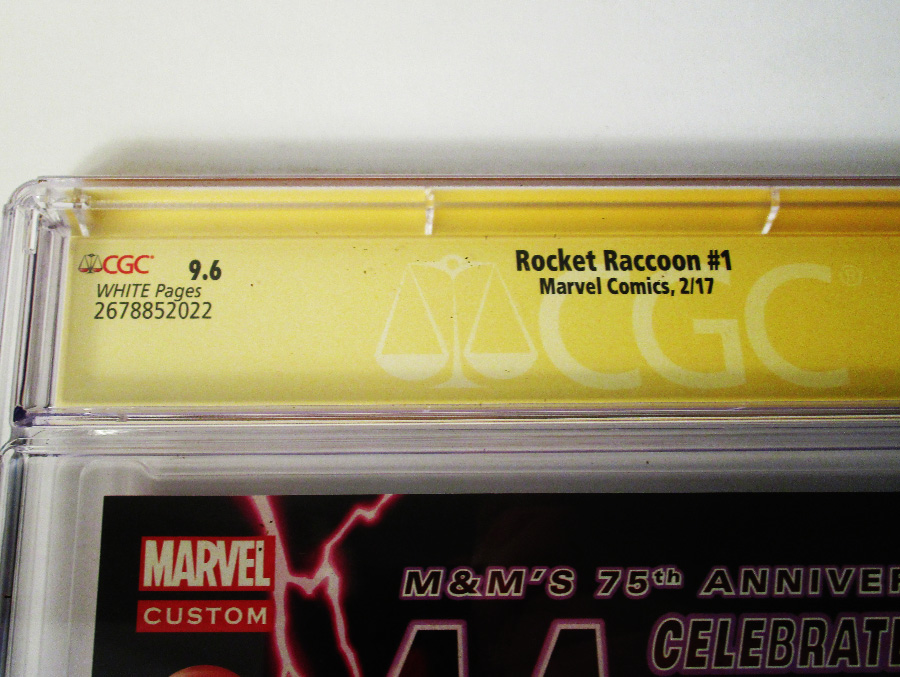 CGC 9.6
WHITE Pages
2678852022
Rocket Raccoon #1
Marvel Comics, 2/17
CGC
MARVEL
CUSTOM
M&M'S 75th ANNIVER
CELEBRATE